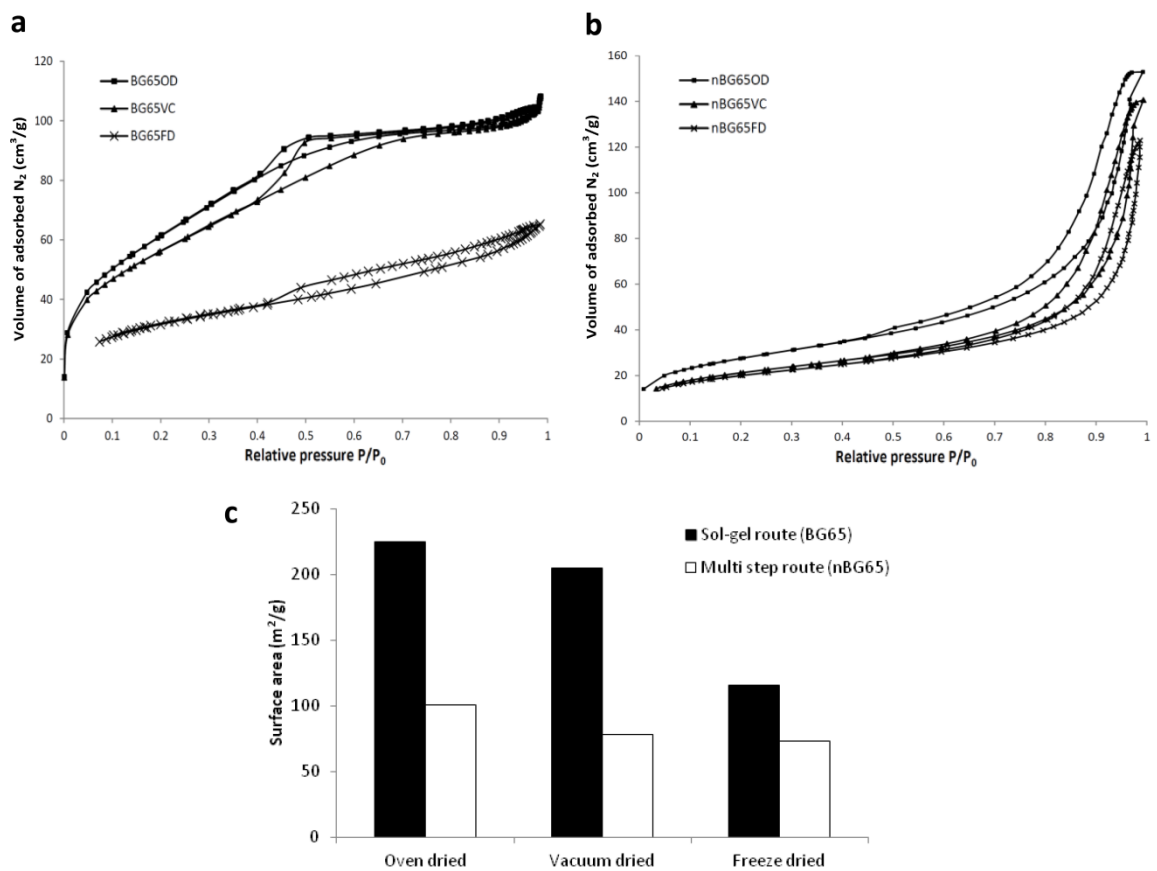 a
Volume of adsorbed N₂ (cm³/g)
120
100
80
60
40
20
0
BG65OD
BG65VC
BG65FD
0 0.1 0.2 0.3 0.4 0.5 0.6 0.7 0.8 0.9 1
Relative pressure P/P₀
b
Volume of adsorbed N₂ (cm³/g)
160
140
120
100
80
60
40
20
0
nBG65OD
nBG65VC
nBG65FD
0 0.1 0.2 0.3 0.4 0.5 0.6 0.7 0.8 0.9 1
Relative pressure P/P₀
c
Surface area (m²/g)
250
200
150
100
50
0
Sol-gel route (BG65)
Multi step route (nBG65)
Oven dried Vacuum dried Freeze dried